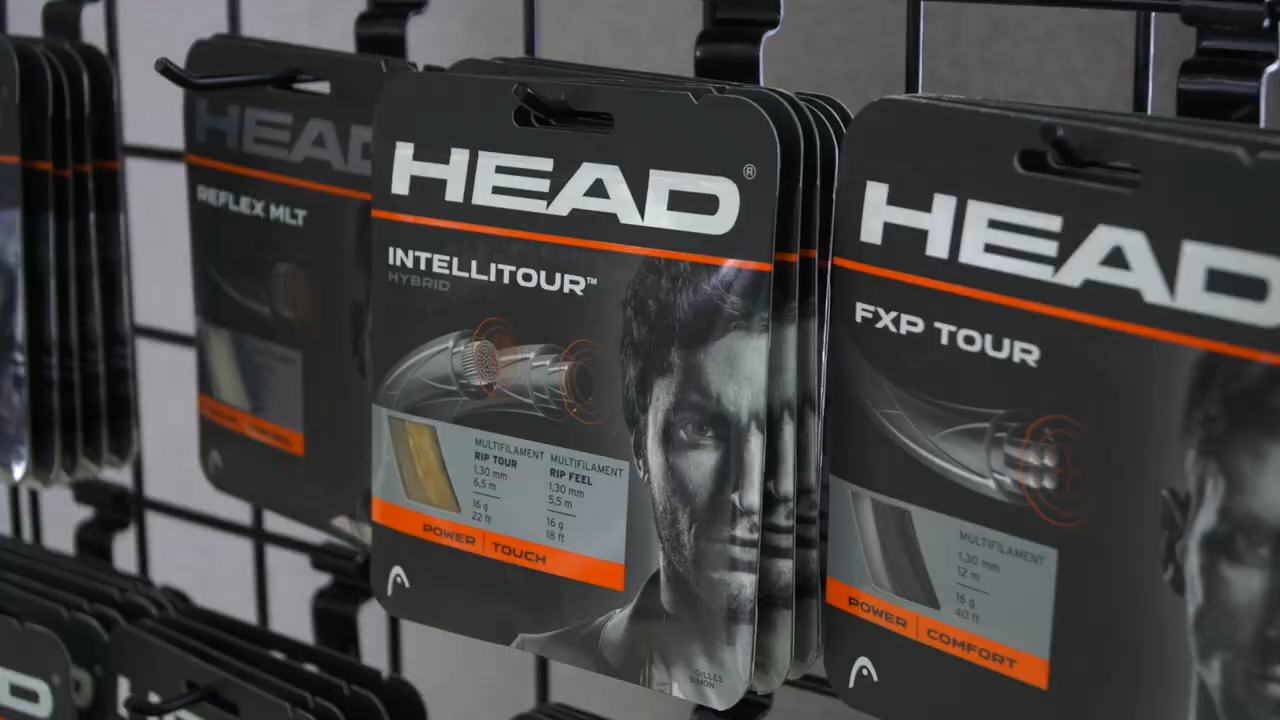 HEAD
REFLEX MLT
HEAD®
INTELLITOUR™
HYBRID
MULTIFILAMENT
RIP TOUR
1,30 mm
6,5 m
16 g
22 ft
MULTIFILAMENT
RIP FEEL
1,30 mm
5,5 m
16 g
18 ft
POWER | TOUCH
GILLES
SIMON
HEAD
FXP TOUR
MULTIFILAMENT
1,30 mm
12 m
16 g
40 ft
POWER | COMFORT